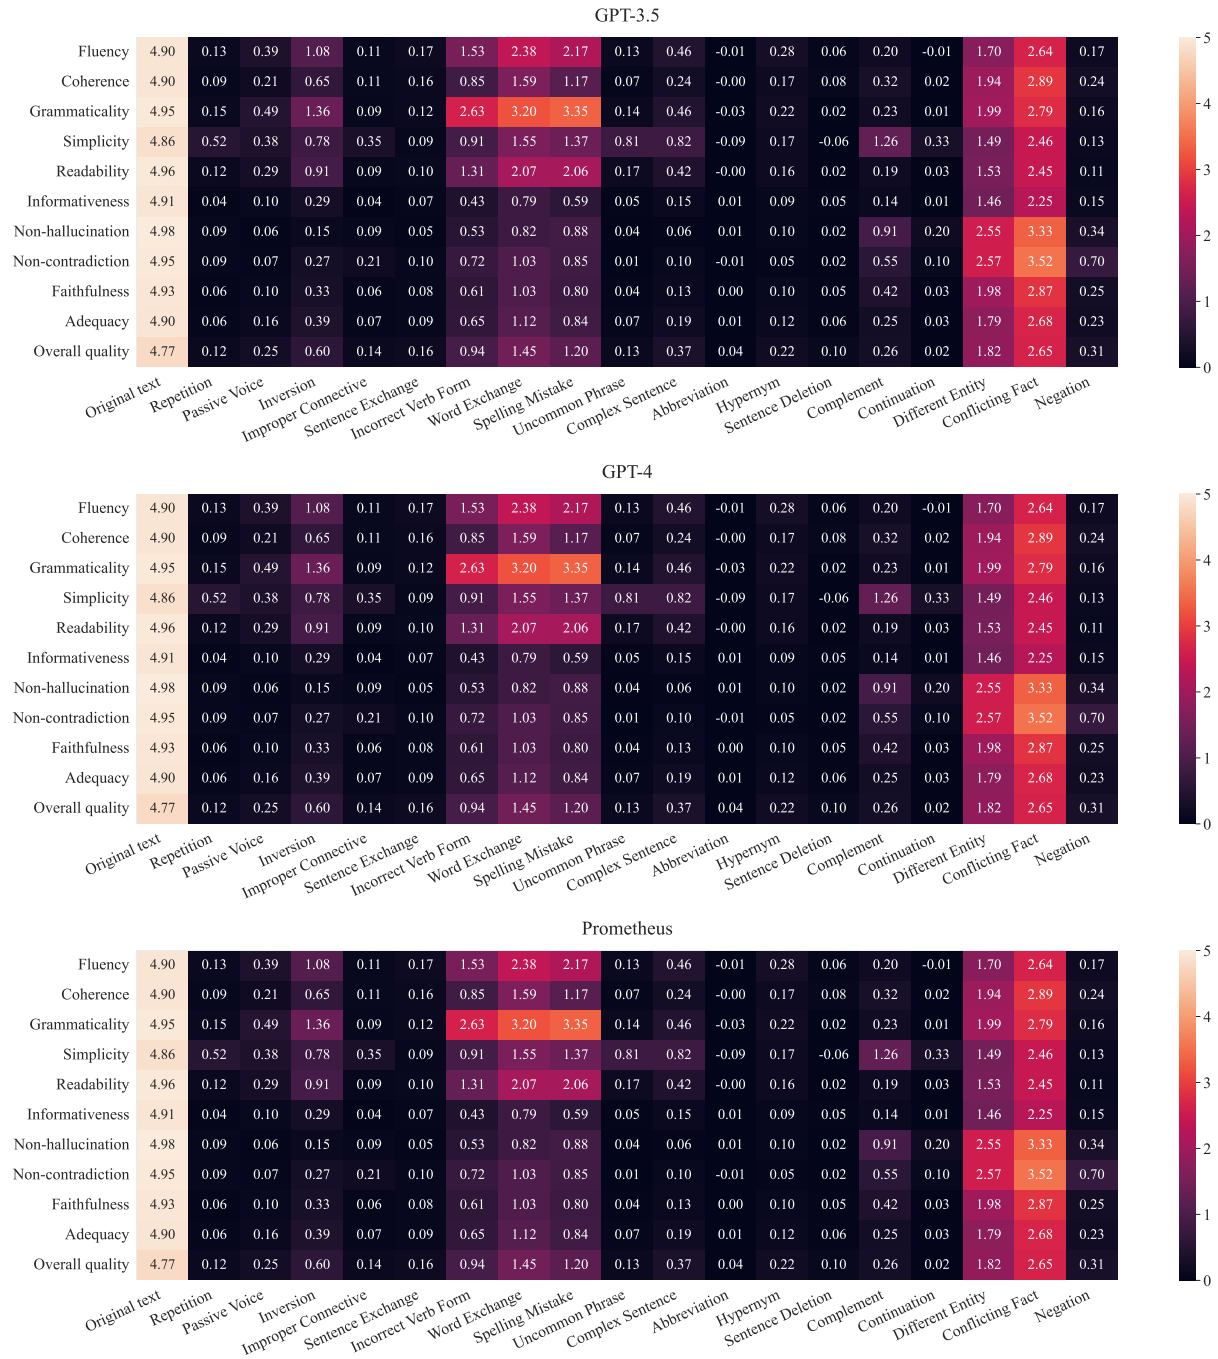 GPT-3.5
Fluency 4.90 0.13 0.39 1.08 0.11 0.17 1.53 2.38 2.17 0.13 0.46 -0.01 0.28 0.06 0.20 -0.01 1.70 2.64 0.17
Coherence 4.90 0.09 0.21 0.65 0.11 0.16 0.85 1.59 1.17 0.07 0.24 -0.00 0.17 0.08 0.32 0.02 1.94 2.89 0.24
Grammaticality 4.95 0.15 0.49 1.36 0.09 0.12 2.63 3.20 3.35 0.14 0.46 -0.03 0.22 0.02 0.23 0.01 1.99 2.79 0.16
Simplicity 4.86 0.52 0.38 0.78 0.35 0.09 0.91 1.55 1.37 0.81 0.82 -0.09 0.17 -0.06 1.26 0.33 1.49 2.46 0.13
Readability 4.96 0.12 0.29 0.91 0.09 0.10 1.31 2.07 2.06 0.17 0.42 -0.00 0.16 0.02 0.19 0.03 1.53 2.45 0.11
Informativeness 4.91 0.04 0.10 0.29 0.04 0.07 0.43 0.79 0.59 0.05 0.15 0.01 0.09 0.05 0.14 0.01 1.46 2.25 0.15
Non-hallucination 4.98 0.09 0.06 0.15 0.09 0.05 0.53 0.82 0.88 0.04 0.06 0.01 0.10 0.02 0.91 0.20 2.55 3.33 0.34
Non-contradiction 4.95 0.09 0.07 0.27 0.21 0.10 0.72 1.03 0.85 0.01 0.10 -0.01 0.05 0.02 0.55 0.10 2.57 3.52 0.70
Faithfulness 4.93 0.06 0.10 0.33 0.06 0.08 0.61 1.03 0.80 0.04 0.13 0.00 0.10 0.05 0.42 0.03 1.98 2.87 0.25
Adequacy 4.90 0.06 0.16 0.39 0.07 0.09 0.65 1.12 0.84 0.07 0.19 0.01 0.12 0.06 0.25 0.03 1.79 2.68 0.23
Overall quality 4.77 0.12 0.25 0.60 0.14 0.16 0.94 1.45 1.20 0.13 0.37 0.04 0.22 0.10 0.26 0.02 1.82 2.65 0.31
Original text
Repetition
Passive Voice
Inversion
Improper Connective
Sentence Exchange
Incorrect Verb Form
Word Exchange
Spelling Mistake
Uncommon Phrase
Complex Sentence
Abbreviation
Hypernym
Sentence Deletion
Complement
Continuation
Different Entity
Conflicting Fact
Negation
5
4
3
2
1
0
GPT-4
Fluency 4.90 0.13 0.39 1.08 0.11 0.17 1.53 2.38 2.17 0.13 0.46 -0.01 0.28 0.06 0.20 -0.01 1.70 2.64 0.17
Coherence 4.90 0.09 0.21 0.65 0.11 0.16 0.85 1.59 1.17 0.07 0.24 -0.00 0.17 0.08 0.32 0.02 1.94 2.89 0.24
Grammaticality 4.95 0.15 0.49 1.36 0.09 0.12 2.63 3.20 3.35 0.14 0.46 -0.03 0.22 0.02 0.23 0.01 1.99 2.79 0.16
Simplicity 4.86 0.52 0.38 0.78 0.35 0.09 0.91 1.55 1.37 0.81 0.82 -0.09 0.17 -0.06 1.26 0.33 1.49 2.46 0.13
Readability 4.96 0.12 0.29 0.91 0.09 0.10 1.31 2.07 2.06 0.17 0.42 -0.00 0.16 0.02 0.19 0.03 1.53 2.45 0.11
Informativeness 4.91 0.04 0.10 0.29 0.04 0.07 0.43 0.79 0.59 0.05 0.15 0.01 0.09 0.05 0.14 0.01 1.46 2.25 0.15
Non-hallucination 4.98 0.09 0.06 0.15 0.09 0.05 0.53 0.82 0.88 0.04 0.06 0.01 0.10 0.02 0.91 0.20 2.55 3.33 0.34
Non-contradiction 4.95 0.09 0.07 0.27 0.21 0.10 0.72 1.03 0.85 0.01 0.10 -0.01 0.05 0.02 0.55 0.10 2.57 3.52 0.70
Faithfulness 4.93 0.06 0.10 0.33 0.06 0.08 0.61 1.03 0.80 0.04 0.13 0.00 0.10 0.05 0.42 0.03 1.98 2.87 0.25
Adequacy 4.90 0.06 0.16 0.39 0.07 0.09 0.65 1.12 0.84 0.07 0.19 0.01 0.12 0.06 0.25 0.03 1.79 2.68 0.23
Overall quality 4.77 0.12 0.25 0.60 0.14 0.16 0.94 1.45 1.20 0.13 0.37 0.04 0.22 0.10 0.26 0.02 1.82 2.65 0.31
Original text
Repetition
Passive Voice
Inversion
Improper Connective
Sentence Exchange
Incorrect Verb Form
Word Exchange
Spelling Mistake
Uncommon Phrase
Complex Sentence
Abbreviation
Hypernym
Sentence Deletion
Complement
Continuation
Different Entity
Conflicting Fact
Negation
5
4
3
2
1
0
Prometheus
Fluency 4.90 0.13 0.39 1.08 0.11 0.17 1.53 2.38 2.17 0.13 0.46 -0.01 0.28 0.06 0.20 -0.01 1.70 2.64 0.17
Coherence 4.90 0.09 0.21 0.65 0.11 0.16 0.85 1.59 1.17 0.07 0.24 -0.00 0.17 0.08 0.32 0.02 1.94 2.89 0.24
Grammaticality 4.95 0.15 0.49 1.36 0.09 0.12 2.63 3.20 3.35 0.14 0.46 -0.03 0.22 0.02 0.23 0.01 1.99 2.79 0.16
Simplicity 4.86 0.52 0.38 0.78 0.35 0.09 0.91 1.55 1.37 0.81 0.82 -0.09 0.17 -0.06 1.26 0.33 1.49 2.46 0.13
Readability 4.96 0.12 0.29 0.91 0.09 0.10 1.31 2.07 2.06 0.17 0.42 -0.00 0.16 0.02 0.19 0.03 1.53 2.45 0.11
Informativeness 4.91 0.04 0.10 0.29 0.04 0.07 0.43 0.79 0.59 0.05 0.15 0.01 0.09 0.05 0.14 0.01 1.46 2.25 0.15
Non-hallucination 4.98 0.09 0.06 0.15 0.09 0.05 0.53 0.82 0.88 0.04 0.06 0.01 0.10 0.02 0.91 0.20 2.55 3.33 0.34
Non-contradiction 4.95 0.09 0.07 0.27 0.21 0.10 0.72 1.03 0.85 0.01 0.10 -0.01 0.05 0.02 0.55 0.10 2.57 3.52 0.70
Faithfulness 4.93 0.06 0.10 0.33 0.06 0.08 0.61 1.03 0.80 0.04 0.13 0.00 0.10 0.05 0.42 0.03 1.98 2.87 0.25
Adequacy 4.90 0.06 0.16 0.39 0.07 0.09 0.65 1.12 0.84 0.07 0.19 0.01 0.12 0.06 0.25 0.03 1.79 2.68 0.23
Overall quality 4.77 0.12 0.25 0.60 0.14 0.16 0.94 1.45 1.20 0.13 0.37 0.04 0.22 0.10 0.26 0.02 1.82 2.65 0.31
Original text
Repetition
Passive Voice
Inversion
Improper Connective
Sentence Exchange
Incorrect Verb Form
Word Exchange
Spelling Mistake
Uncommon Phrase
Complex Sentence
Abbreviation
Hypernym
Sentence Deletion
Complement
Continuation
Different Entity
Conflicting Fact
Negation
5
4
3
2
1
0